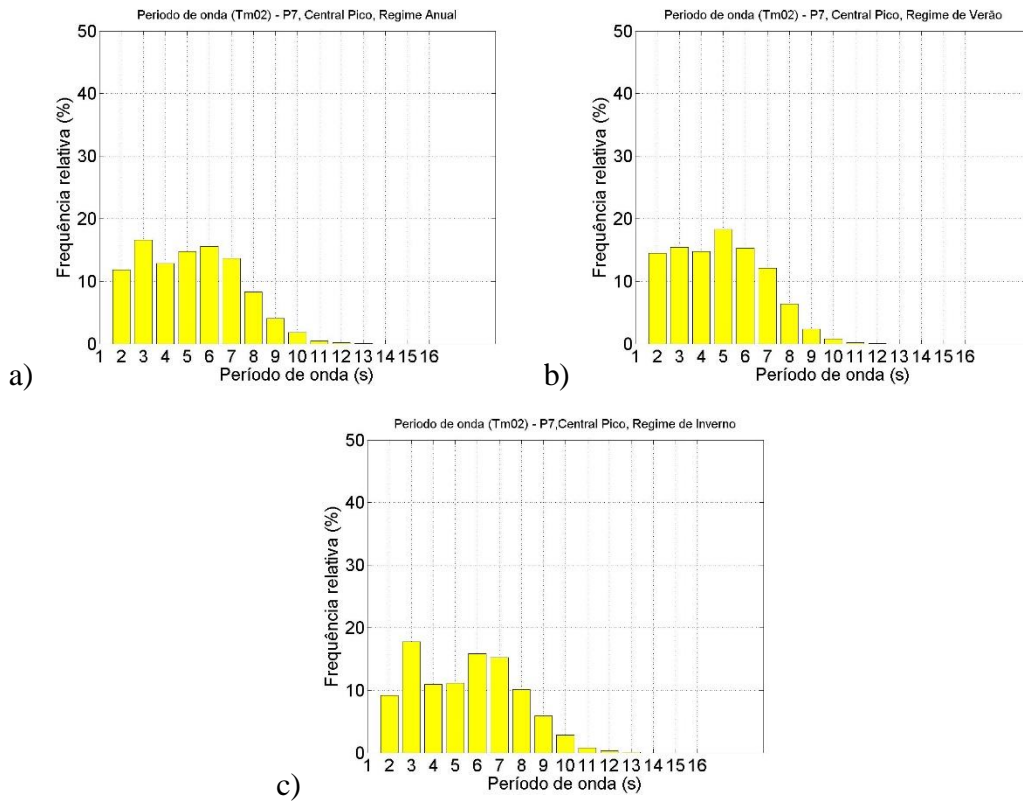 Periodo de onda (Tm02) - P7, Central Pico, Regime Anual
50
40
30
20
10
0
Frequência relativa (%)
1 2 3 4 5 6 7 8 9 10 11 12 13 14 15 16
Período de onda (s)
a)
Periodo de onda (Tm02) - P7, Central Pico, Regime de Verão
50
40
30
20
10
0
Frequência relativa (%)
1 2 3 4 5 6 7 8 9 10 11 12 13 14 15 16
Período de onda (s)
b)
Periodo de onda (Tm02) - P7,Central Pico, Regime de Inverno
50
40
30
20
10
0
Frequência relativa (%)
1 2 3 4 5 6 7 8 9 10 11 12 13 14 15 16
Período de onda (s)
c)